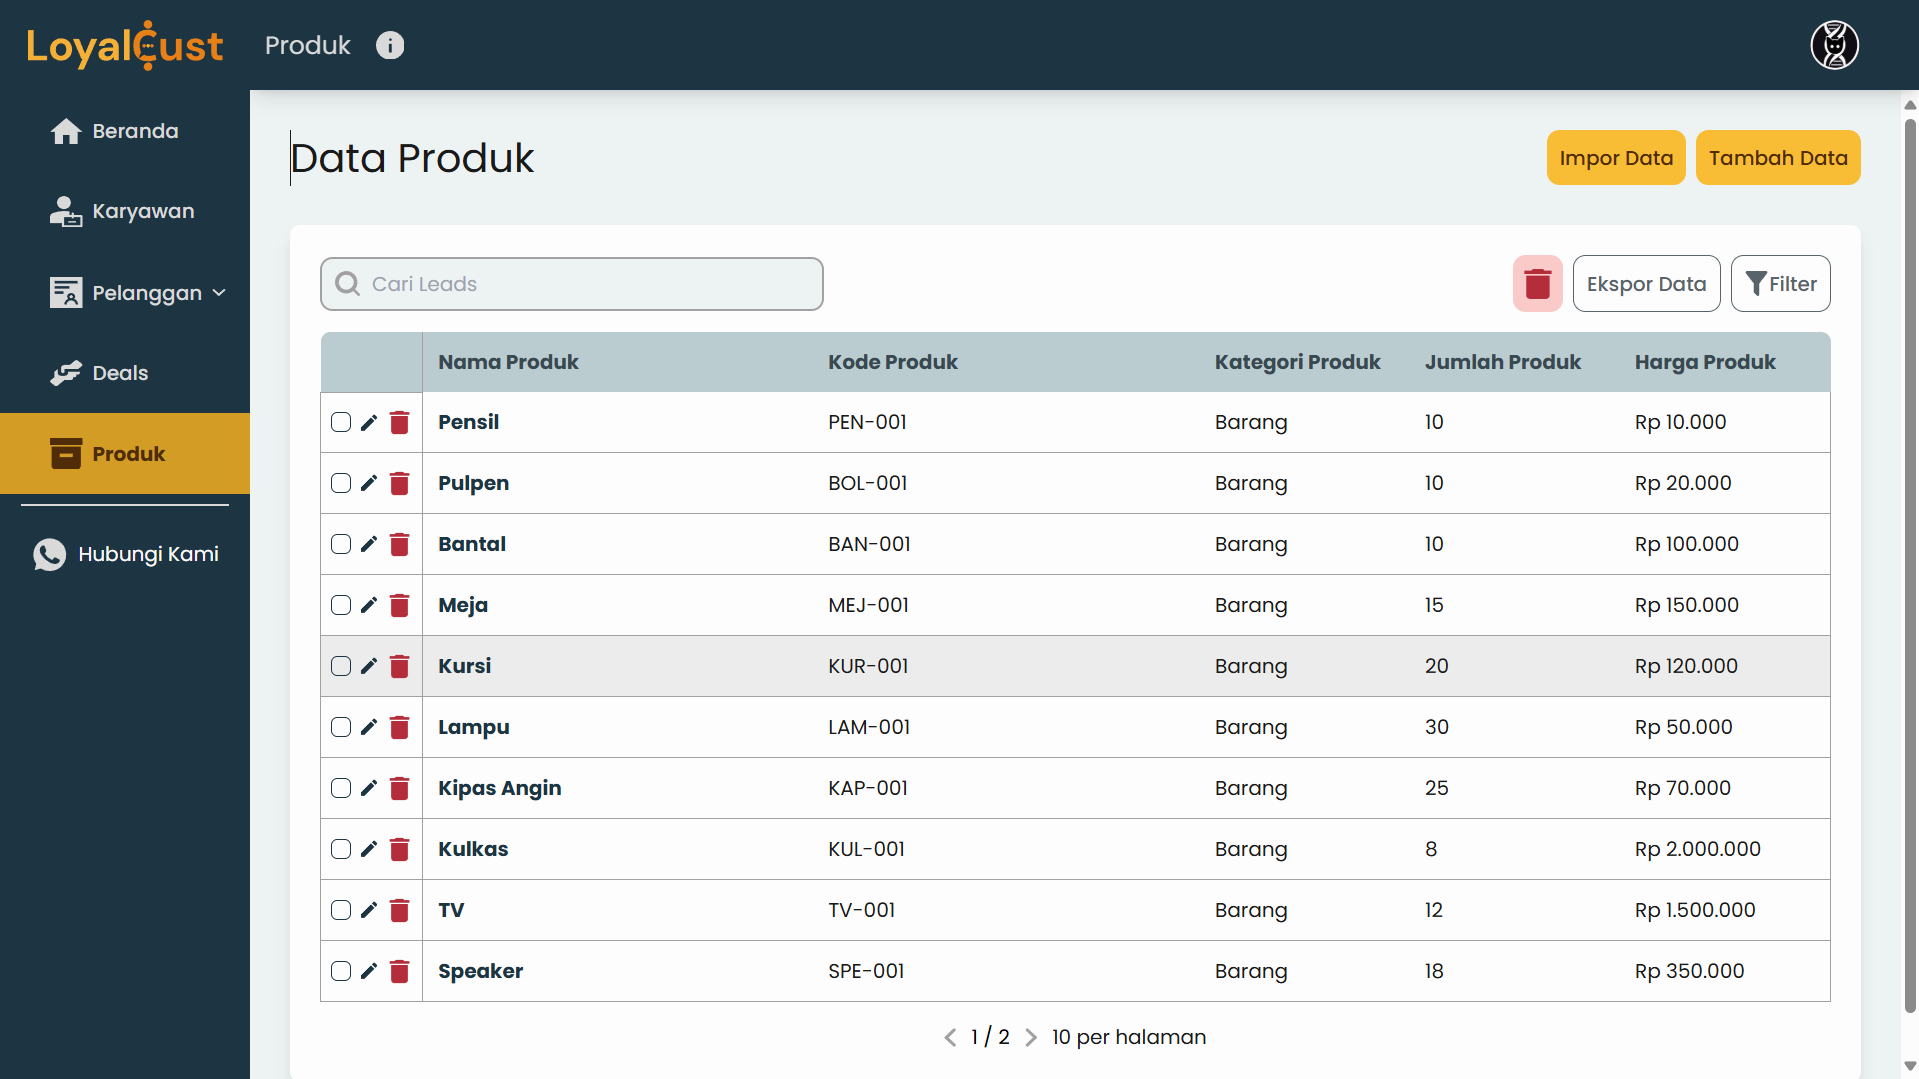 LoyalCust
Produk
Beranda
Karyawan
Pelanggan
Deals
Produk
Hubungi Kami
Data Produk
Impor Data
Tambah Data
Cari Leads
Ekspor Data
Filter
Nama Produk Kode Produk Kategori Produk Jumlah Produk Harga Produk
Pensil PEN-001 Barang 10 Rp 10.000
Pulpen BOL-001 Barang 10 Rp 20.000
Bantal BAN-001 Barang 10 Rp 100.000
Meja MEJ-001 Barang 15 Rp 150.000
Kursi KUR-001 Barang 20 Rp 120.000
Lampu LAM-001 Barang 30 Rp 50.000
Kipas Angin KAP-001 Barang 25 Rp 70.000
Kulkas KUL-001 Barang 8 Rp 2.000.000
TV TV-001 Barang 12 Rp 1.500.000
Speaker SPE-001 Barang 18 Rp 350.000
1 / 2 10 per halaman